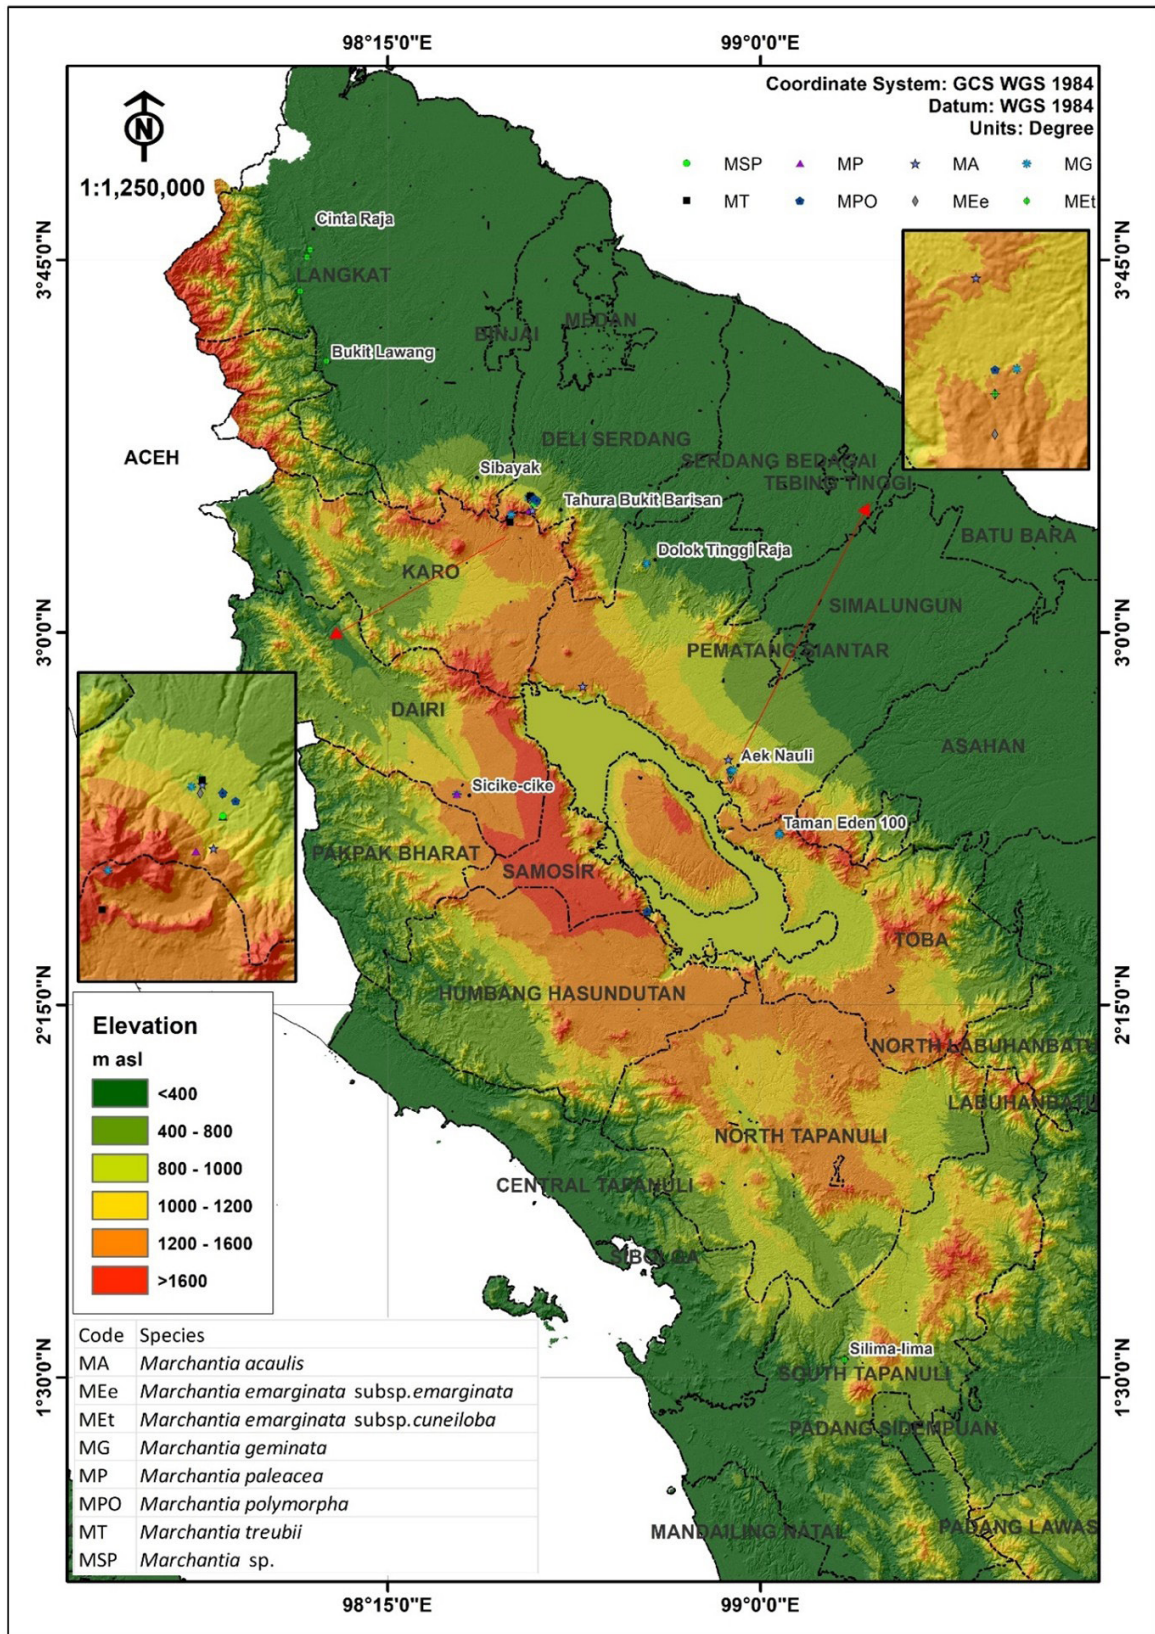 98°15'0"E 99°0'0"E
Coordinate System: GCS WGS 1984
Datum: WGS 1984
Units: Degree
N
1:1,250,000
MSP MP MA MG
MT MPO MEe MEt
3°45'0"N 3°45'0"N
Cinta Raja
LANGKAT
BINJAI MEDAN
Bukit Lawang
ACEH
DELI SERDANG
Sibayak
SERDANG BEDAGAI
TEBING TINGGI
Tahura Bukit Barisan
BATU BARA
Dolok Tinggi Raja
KARO
SIMALUNGUN
3°0'0"N 3°0'0"N
PEMATANG SIANTAR
DAIRI
ASAHAN
Aek Nauli
Sicike-cike
Taman Eden 100
PAKPAK BHARAT
SAMOSIR
TOBA
HUMBANG HASUNDUTAN
2°15'0"N 2°15'0"N
NORTH LABUHANBATU
LABUHANBATU
NORTH TAPANULI
CENTRAL TAPANULI
SIBOLGA
Silima-lima
SOUTH TAPANULI
1°30'0"N 1°30'0"N
PADANG SIDEMPUAN
MANDAILING NATAL
PADANG LAWAS
Elevation
m asl
<400
400 - 800
800 - 1000
1000 - 1200
1200 - 1600
>1600
Code Species
MA Marchantia acaulis
MEe Marchantia emarginata subsp.emarginata
MEt Marchantia emarginata subsp.cuneiloba
MG Marchantia geminata
MP Marchantia paleacea
MPO Marchantia polymorpha
MT Marchantia treubii
MSP Marchantia sp.
98°15'0"E 99°0'0"E